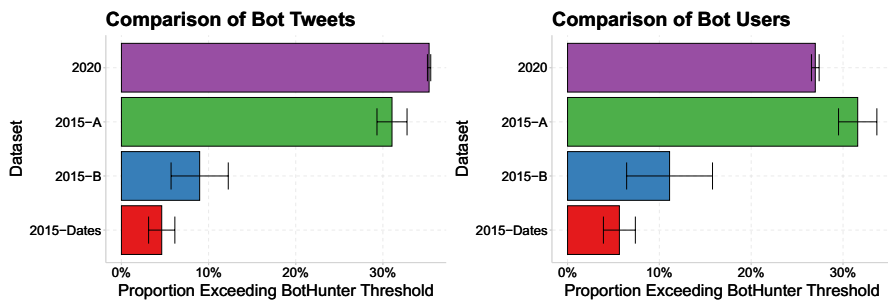 Comparison of Bot Tweets
Dataset
2020
2015−A
2015−B
2015−Dates
0% 10% 20% 30%
Proportion Exceeding BotHunter Threshold
Comparison of Bot Users
Dataset
2020
2015−A
2015−B
2015−Dates
0% 10% 20% 30%
Proportion Exceeding BotHunter Threshold